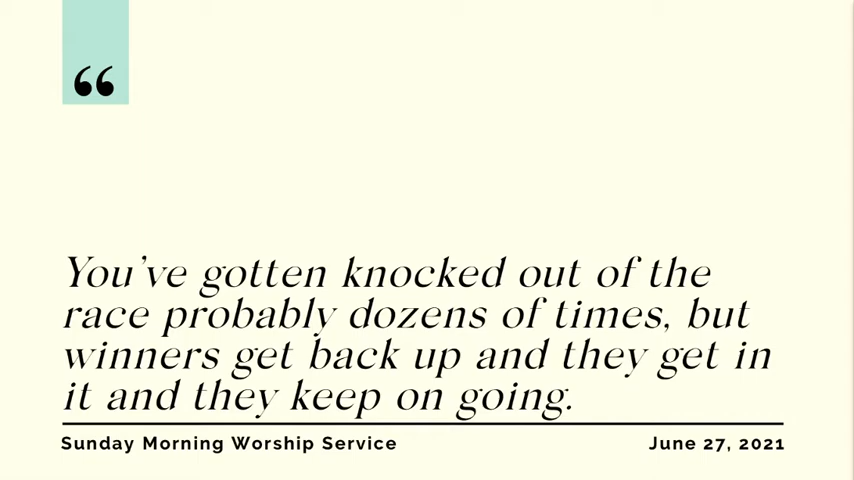 “
You’ve gotten knocked out of the
race probably dozens of times, but
winners get back up and they get in
it and they keep on going.
Sunday Morning Worship Service
June 27, 2021